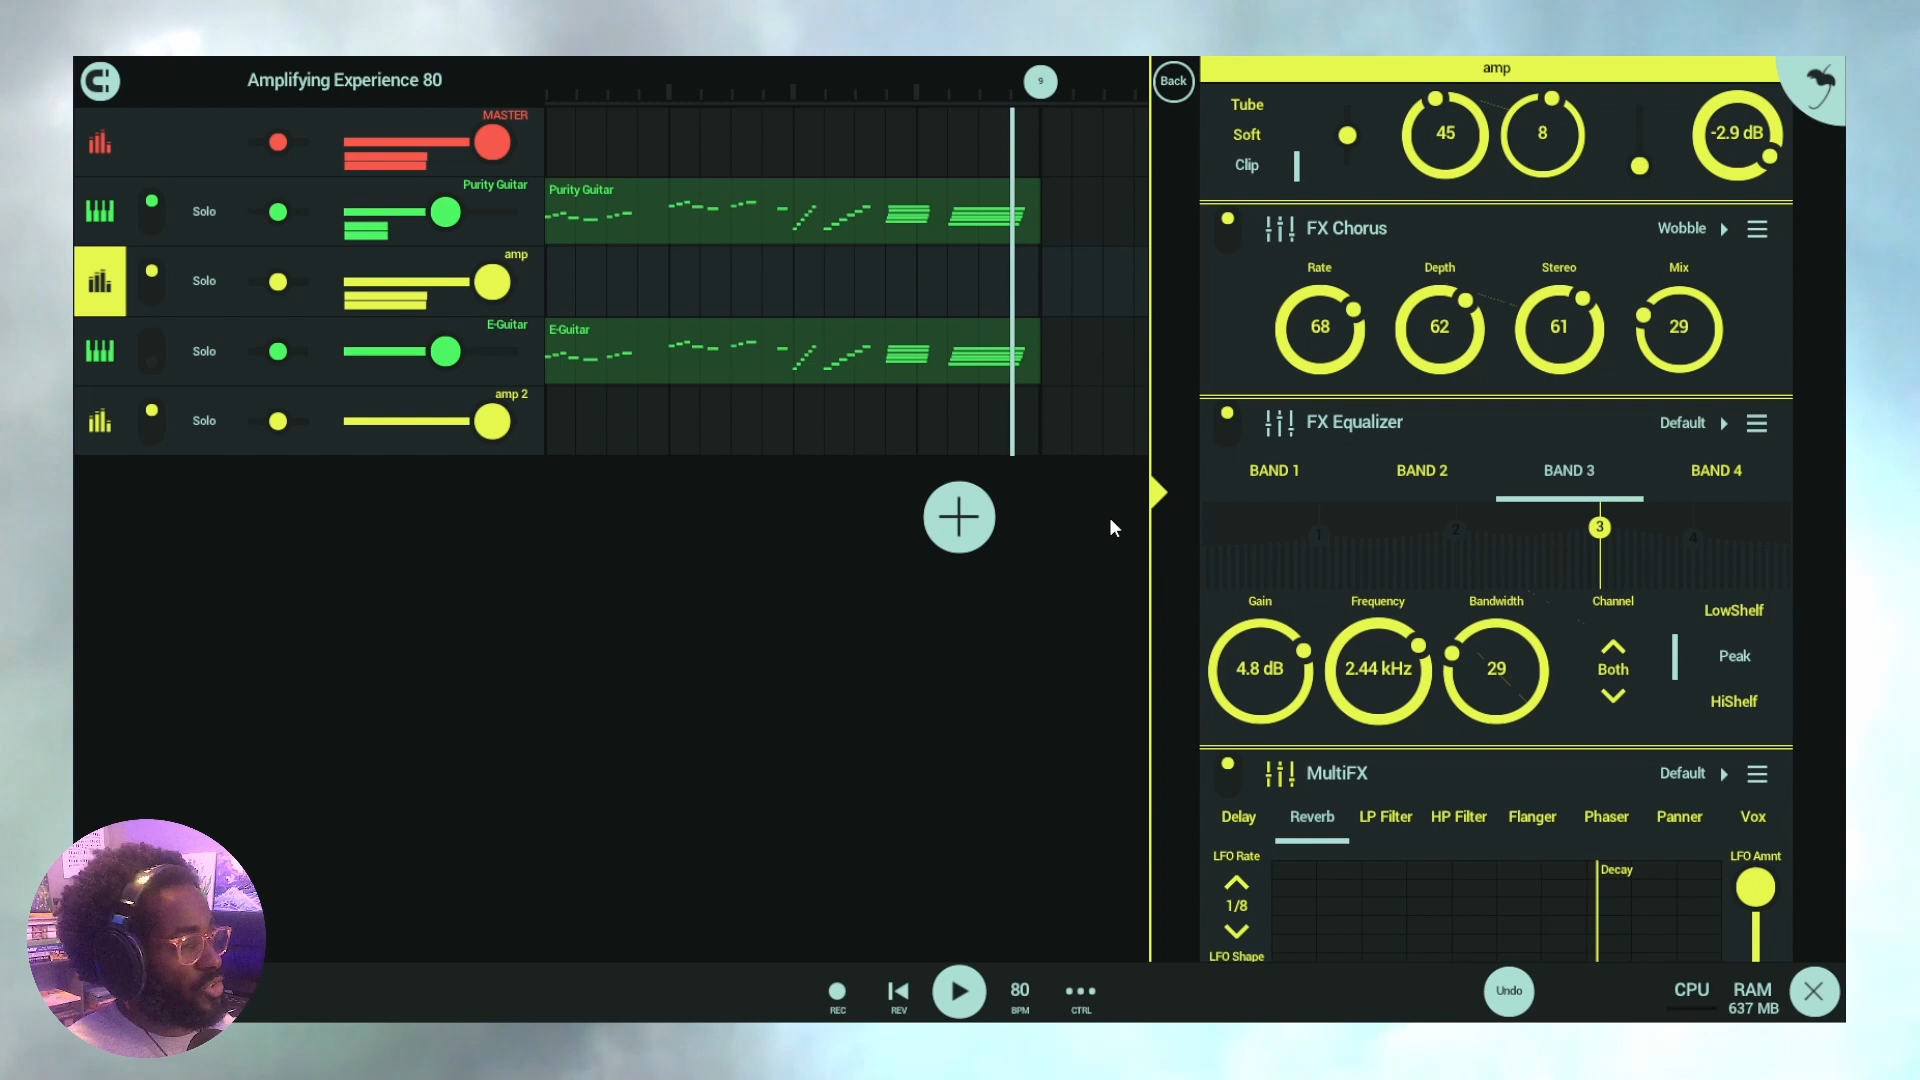 Amplifying Experience 80
9
Back
amp
MASTER
Purity Guitar
Solo
Purity Guitar
amp
Solo
E-Guitar
Solo
E-Guitar
amp 2
Solo
Tube
Soft
Clip
45
8
-2.9 dB
FX Chorus
Wobble
Rate
Depth
Stereo
Mix
68
62
61
29
FX Equalizer
Default
BAND 1
BAND 2
BAND 3
BAND 4
1
2
3
4
Gain
Frequency
Bandwidth
Channel
LowShelf
4.8 dB
2.44 kHz
29
Both
Peak
HiShelf
MultiFX
Default
Delay
Reverb
LP Filter
HP Filter
Flanger
Phaser
Panner
Vox
LFO Rate
Decay
LFO Amnt
1/8
LFO Shape
REC
REV
80
BPM
CTRL
Undo
CPU
RAM
637 MB